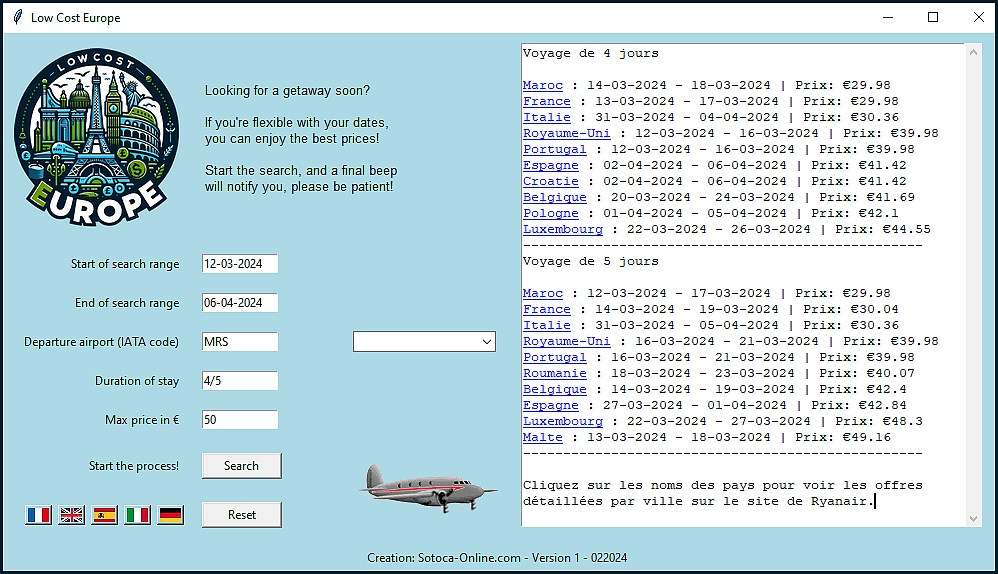 Low Cost Europe
LOW COST
EUROPE
Looking for a getaway soon?
If you're flexible with your dates,
you can enjoy the best prices!
Start the search, and a final beep
will notify you, please be patient!
Start of search range 12-03-2024
End of search range 06-04-2024
Departure airport (IATA code) MRS
Duration of stay 4/5
Max price in € 50
Start the process! Search
Reset
Voyage de 4 jours
Maroc : 14-03-2024 - 18-03-2024 | Prix: €29.98
France : 13-03-2024 - 17-03-2024 | Prix: €29.98
Italie : 31-03-2024 - 04-04-2024 | Prix: €30.36
Royaume-Uni : 12-03-2024 - 16-03-2024 | Prix: €39.98
Portugal : 12-03-2024 - 16-03-2024 | Prix: €39.98
Espagne : 02-04-2024 - 06-04-2024 | Prix: €41.42
Croatie : 02-04-2024 - 06-04-2024 | Prix: €41.42
Belgique : 20-03-2024 - 24-03-2024 | Prix: €41.69
Pologne : 01-04-2024 - 05-04-2024 | Prix: €42.1
Luxembourg : 22-03-2024 - 26-03-2024 | Prix: €44.55
--------------------------------------------------
Voyage de 5 jours
Maroc : 12-03-2024 - 17-03-2024 | Prix: €29.98
France : 14-03-2024 - 19-03-2024 | Prix: €30.04
Italie : 31-03-2024 - 05-04-2024 | Prix: €30.36
Royaume-Uni : 16-03-2024 - 21-03-2024 | Prix: €39.98
Portugal : 16-03-2024 - 21-03-2024 | Prix: €39.98
Roumanie : 18-03-2024 - 23-03-2024 | Prix: €40.07
Belgique : 14-03-2024 - 19-03-2024 | Prix: €42.4
Espagne : 27-03-2024 - 01-04-2024 | Prix: €42.84
Luxembourg : 22-03-2024 - 27-03-2024 | Prix: €48.3
Malte : 13-03-2024 - 18-03-2024 | Prix: €49.16
--------------------------------------------------
Cliquez sur les noms des pays pour voir les offres
détaillées par ville sur le site de Ryanair.
Creation: Sotoca-Online.com - Version 1 - 022024